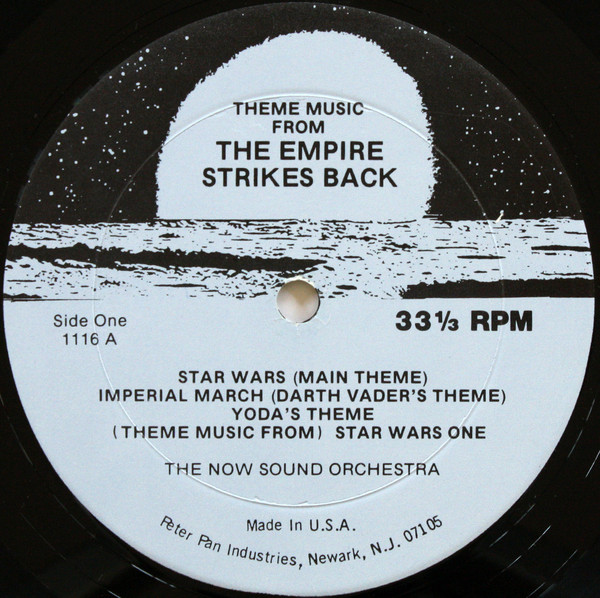 THEME MUSIC
FROM
THE EMPIRE
STRIKES BACK
Side One
1116 A
33⅓ RPM
STAR WARS (MAIN THEME)
IMPERIAL MARCH (DARTH VADER'S THEME)
YODA'S THEME
(THEME MUSIC FROM) STAR WARS ONE
THE NOW SOUND ORCHESTRA
Made In U.S.A.
Peter Pan Industries, Newark, N.J. 07105